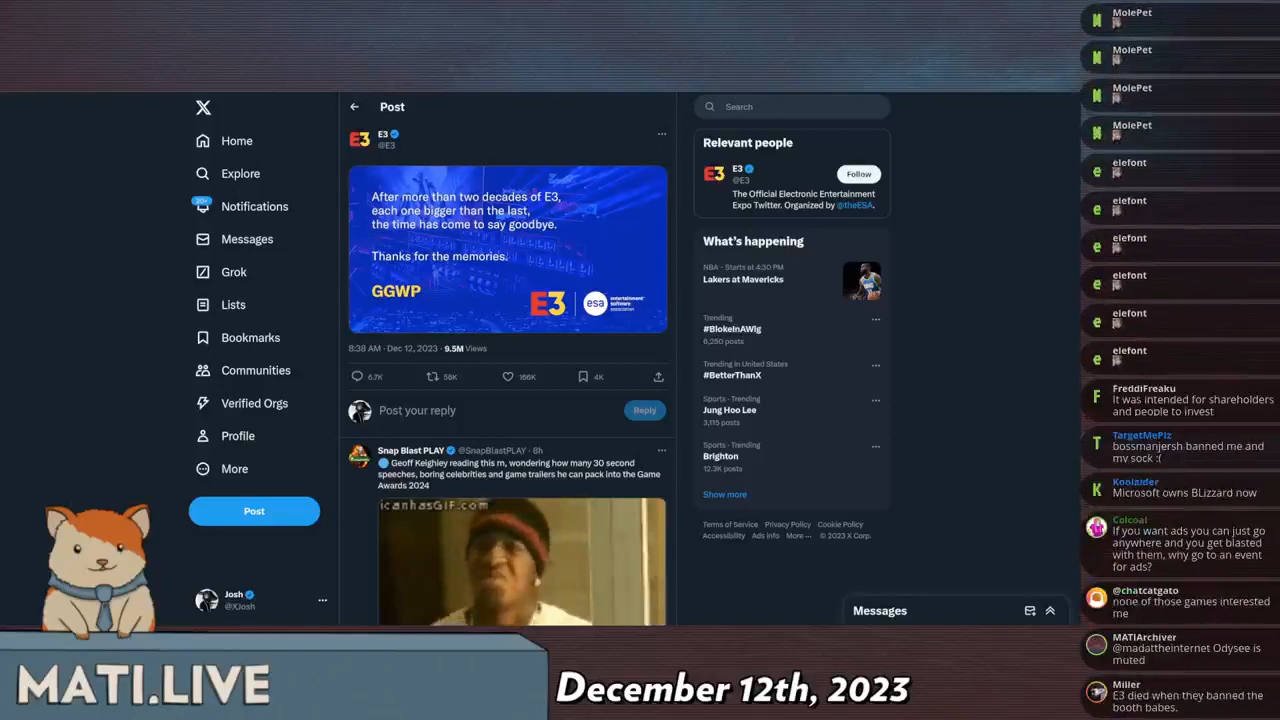 Home
Explore
20+
Notifications
Messages
Grok
Lists
Bookmarks
Communities
Verified Orgs
Profile
More
Post
Josh
@XJosh
Post
E3
@E3
After more than two decades of E3,
each one bigger than the last,
the time has come to say goodbye.
Thanks for the memories.
GGWP
E3
esa
entertainment
software
association
8:38 AM · Dec 12, 2023 · 9.5M Views
6.7K
58K
166K
4K
Post your reply
Reply
Snap Blast PLAY @SnapBlastPLAY · 8h
Geoff Keighley reading this rn, wondering how many 30 second
speeches, boring celebrities and game trailers he can pack into the Game
Awards 2024
icanhasGIF.com
Search
Relevant people
E3
E3
@E3
Follow
The Official Electronic Entertainment
Expo Twitter. Organized by @theESA.
What's happening
NBA · Starts at 4:30 PM
Lakers at Mavericks
Trending
#BlokeInAWig
6,250 posts
Trending in United States
#BetterThanX
Sports · Trending
Jung Hoo Lee
3,115 posts
Sports · Trending
Brighton
12.3K posts
Show more
Terms of Service Privacy Policy Cookie Policy
Accessibility Ads info More ··· © 2023 X Corp.
Messages
MolePet
MolePet
MolePet
MolePet
elefont
elefont
elefont
elefont
elefont
elefont
FreddiFreaku
It was intended for shareholders
and people to invest
TargetMePlz
bossmanjersh banned me and
my sock :(
Koolzider
Microsoft owns BLizzard now
Colcoal
If you want ads you can just go
anywhere and you get blasted
with them, why go to an event
for ads?
@chatcatgato
none of those games interested
me
MATIArchiver
@madattheinternet Odysee is
muted
Miller
E3 died when they banned the
booth babes.
MATI.LIVE
December 12th, 2023